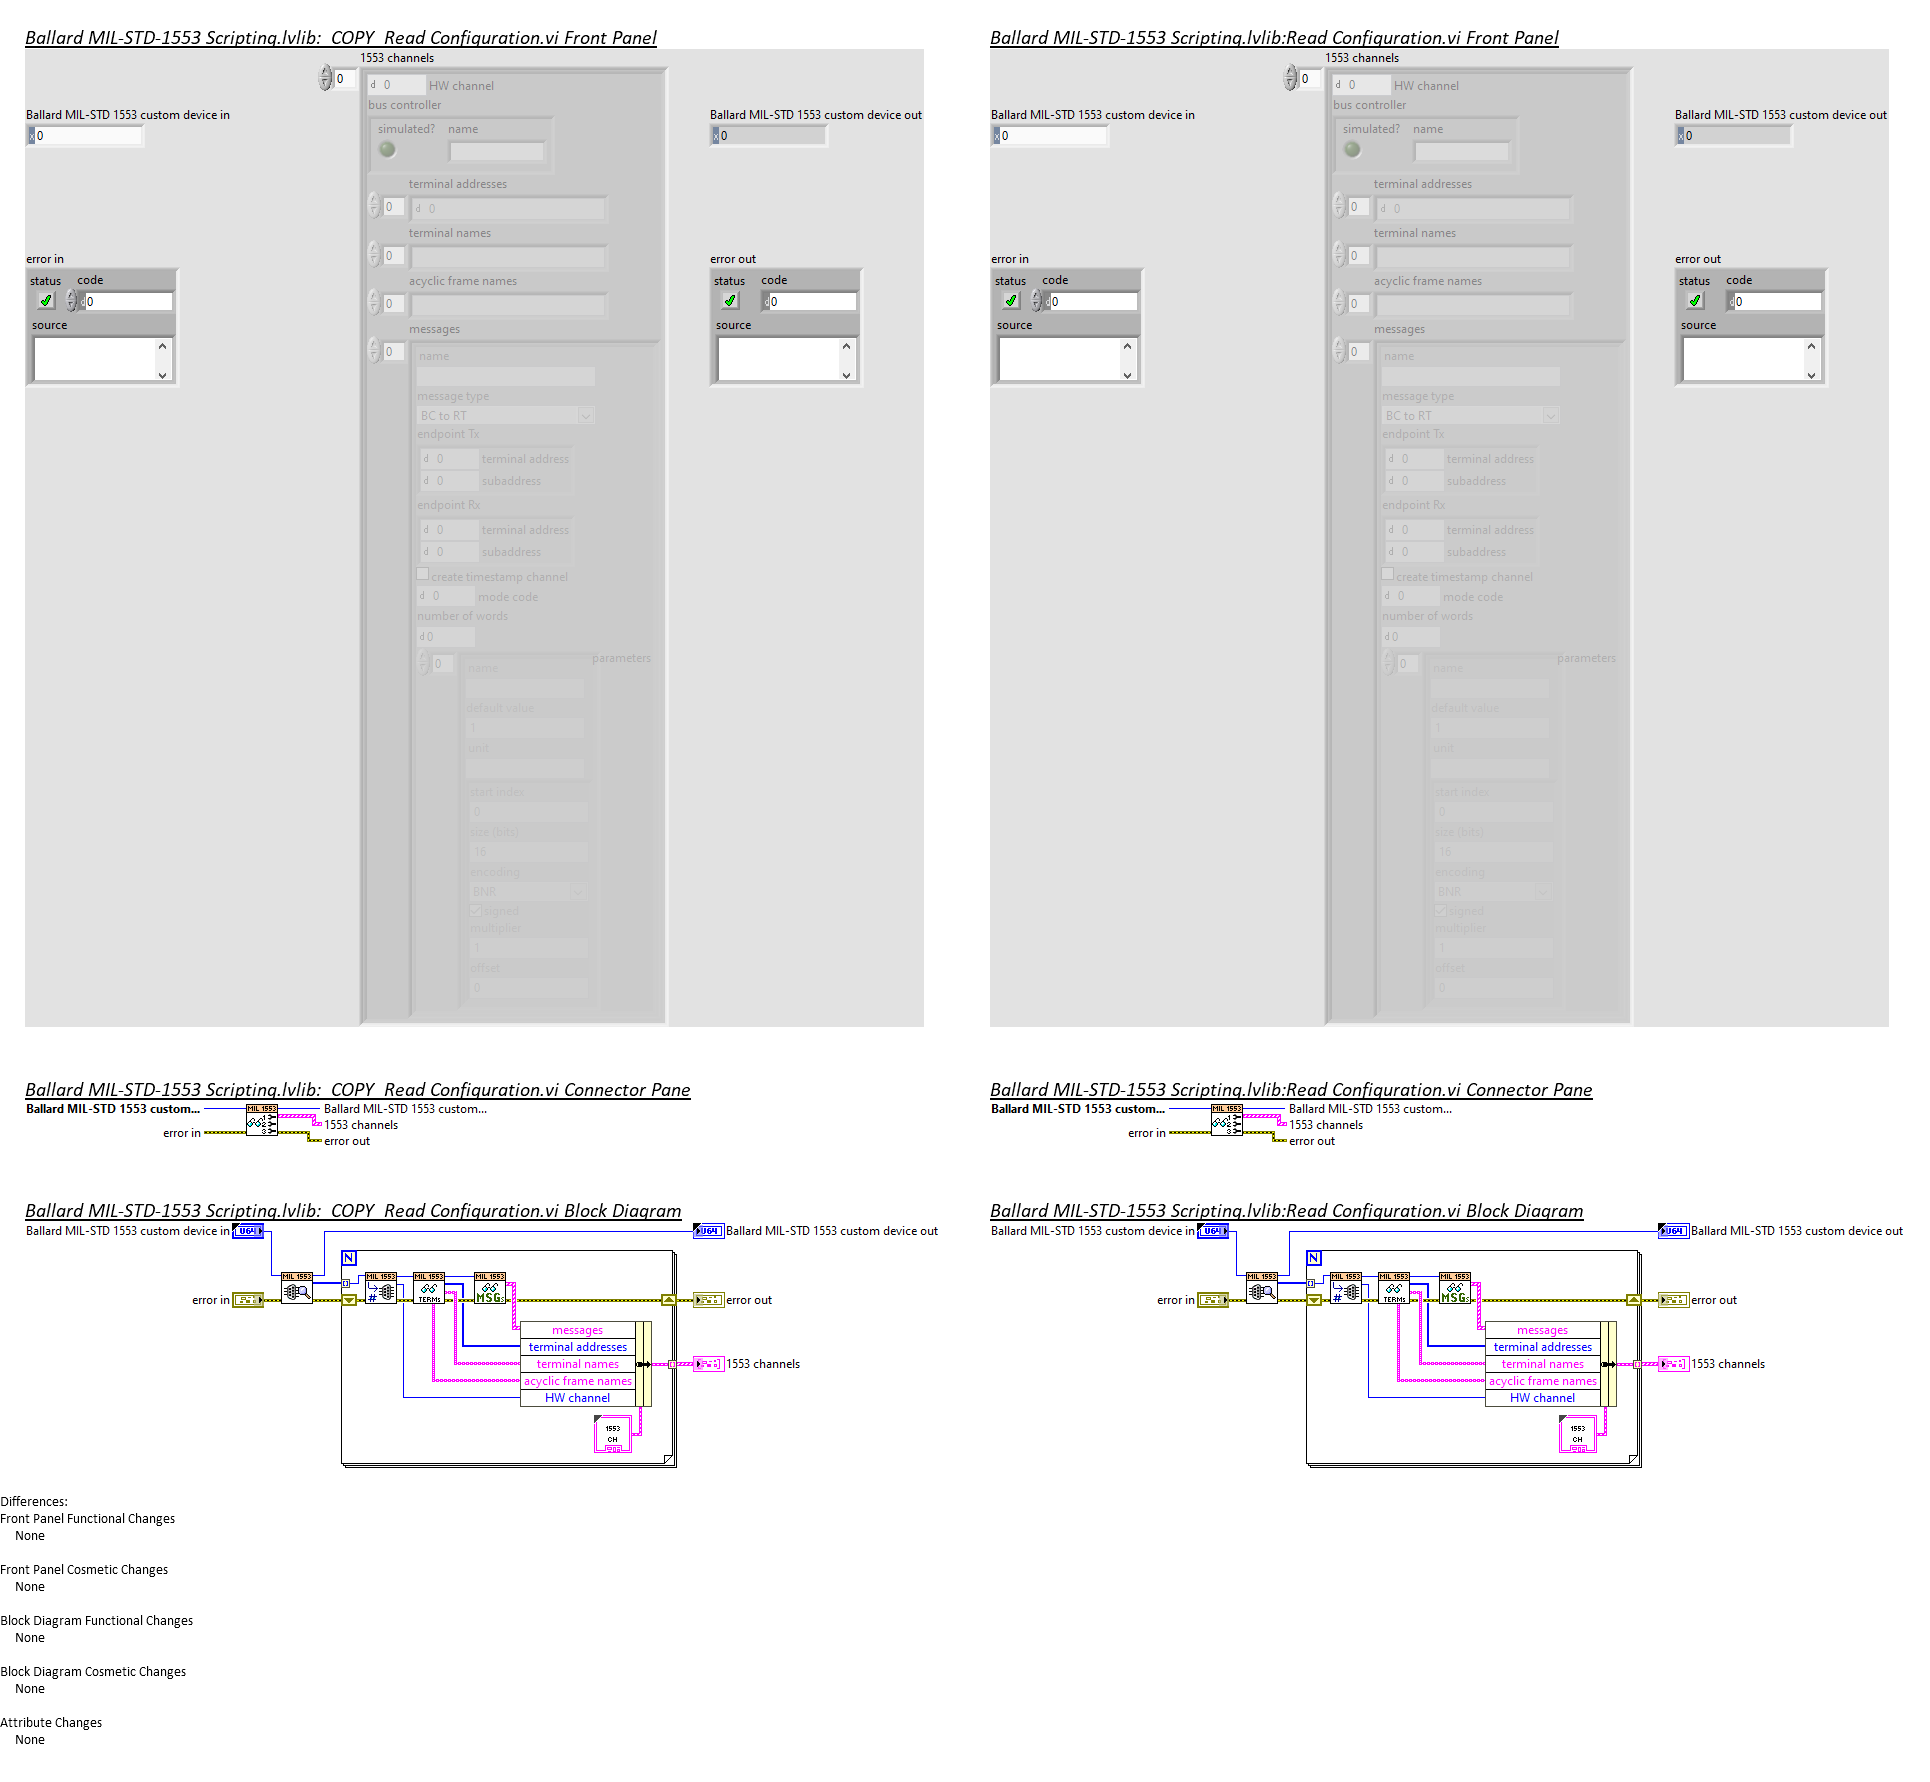 Ballard MIL-STD-1553 Scripting.lvlib:  COPY  Read Configuration.vi Front Panel
1553 channels
0
d 0 HW channel
bus controller
Ballard MIL-STD 1553 custom device in
x 0
simulated? name
Ballard MIL-STD 1553 custom device out
x 0
terminal addresses
0
d 0
terminal names
0
error in
status code
d 0
source
error out
status code
d 0
source
acyclic frame names
0
messages
0
name
message type
BC to RT
endpoint Tx
d 0 terminal address
d 0 subaddress
endpoint Rx
d 0 terminal address
d 0 subaddress
create timestamp channel
d 0 mode code
number of words
d 0
0
parameters
name
default value
1
unit
start index
0
size (bits)
16
encoding
BNR
signed
multiplier
1
offset
0
Ballard MIL-STD-1553 Scripting.lvlib:Read Configuration.vi Front Panel
1553 channels
0
d 0 HW channel
bus controller
Ballard MIL-STD 1553 custom device in
x 0
simulated? name
Ballard MIL-STD 1553 custom device out
x 0
terminal addresses
0
d 0
terminal names
0
error in
status code
d 0
source
error out
status code
d 0
source
acyclic frame names
0
messages
0
name
message type
BC to RT
endpoint Tx
d 0 terminal address
d 0 subaddress
endpoint Rx
d 0 terminal address
d 0 subaddress
create timestamp channel
d 0 mode code
number of words
d 0
0
parameters
name
default value
1
unit
start index
0
size (bits)
16
encoding
BNR
signed
multiplier
1
offset
0
Ballard MIL-STD-1553 Scripting.lvlib:  COPY  Read Configuration.vi Connector Pane
Ballard MIL-STD 1553 custom...
MIL 1553
1
2
3
Ballard MIL-STD 1553 custom...
1553 channels
error in
error out
Ballard MIL-STD-1553 Scripting.lvlib:Read Configuration.vi Connector Pane
Ballard MIL-STD 1553 custom...
MIL 1553
1
2
3
Ballard MIL-STD 1553 custom...
1553 channels
error in
error out
Ballard MIL-STD-1553 Scripting.lvlib:  COPY  Read Configuration.vi Block Diagram
Ballard MIL-STD 1553 custom device in
U64
U64
Ballard MIL-STD 1553 custom device out
N
MIL 1553
MIL 1553
#
MIL 1553
TERMs
MIL 1553
MSGs
error in
error out
messages
terminal addresses
terminal names
acyclic frame names
HW channel
1553 channels
1553
CH
Ballard MIL-STD-1553 Scripting.lvlib:Read Configuration.vi Block Diagram
Ballard MIL-STD 1553 custom device in
U64
U64
Ballard MIL-STD 1553 custom device out
N
MIL 1553
MIL 1553
#
MIL 1553
TERMs
MIL 1553
MSGs
error in
error out
messages
terminal addresses
terminal names
acyclic frame names
HW channel
1553 channels
1553
CH
Differences:
Front Panel Functional Changes
None
Front Panel Cosmetic Changes
None
Block Diagram Functional Changes
None
Block Diagram Cosmetic Changes
None
Attribute Changes
None